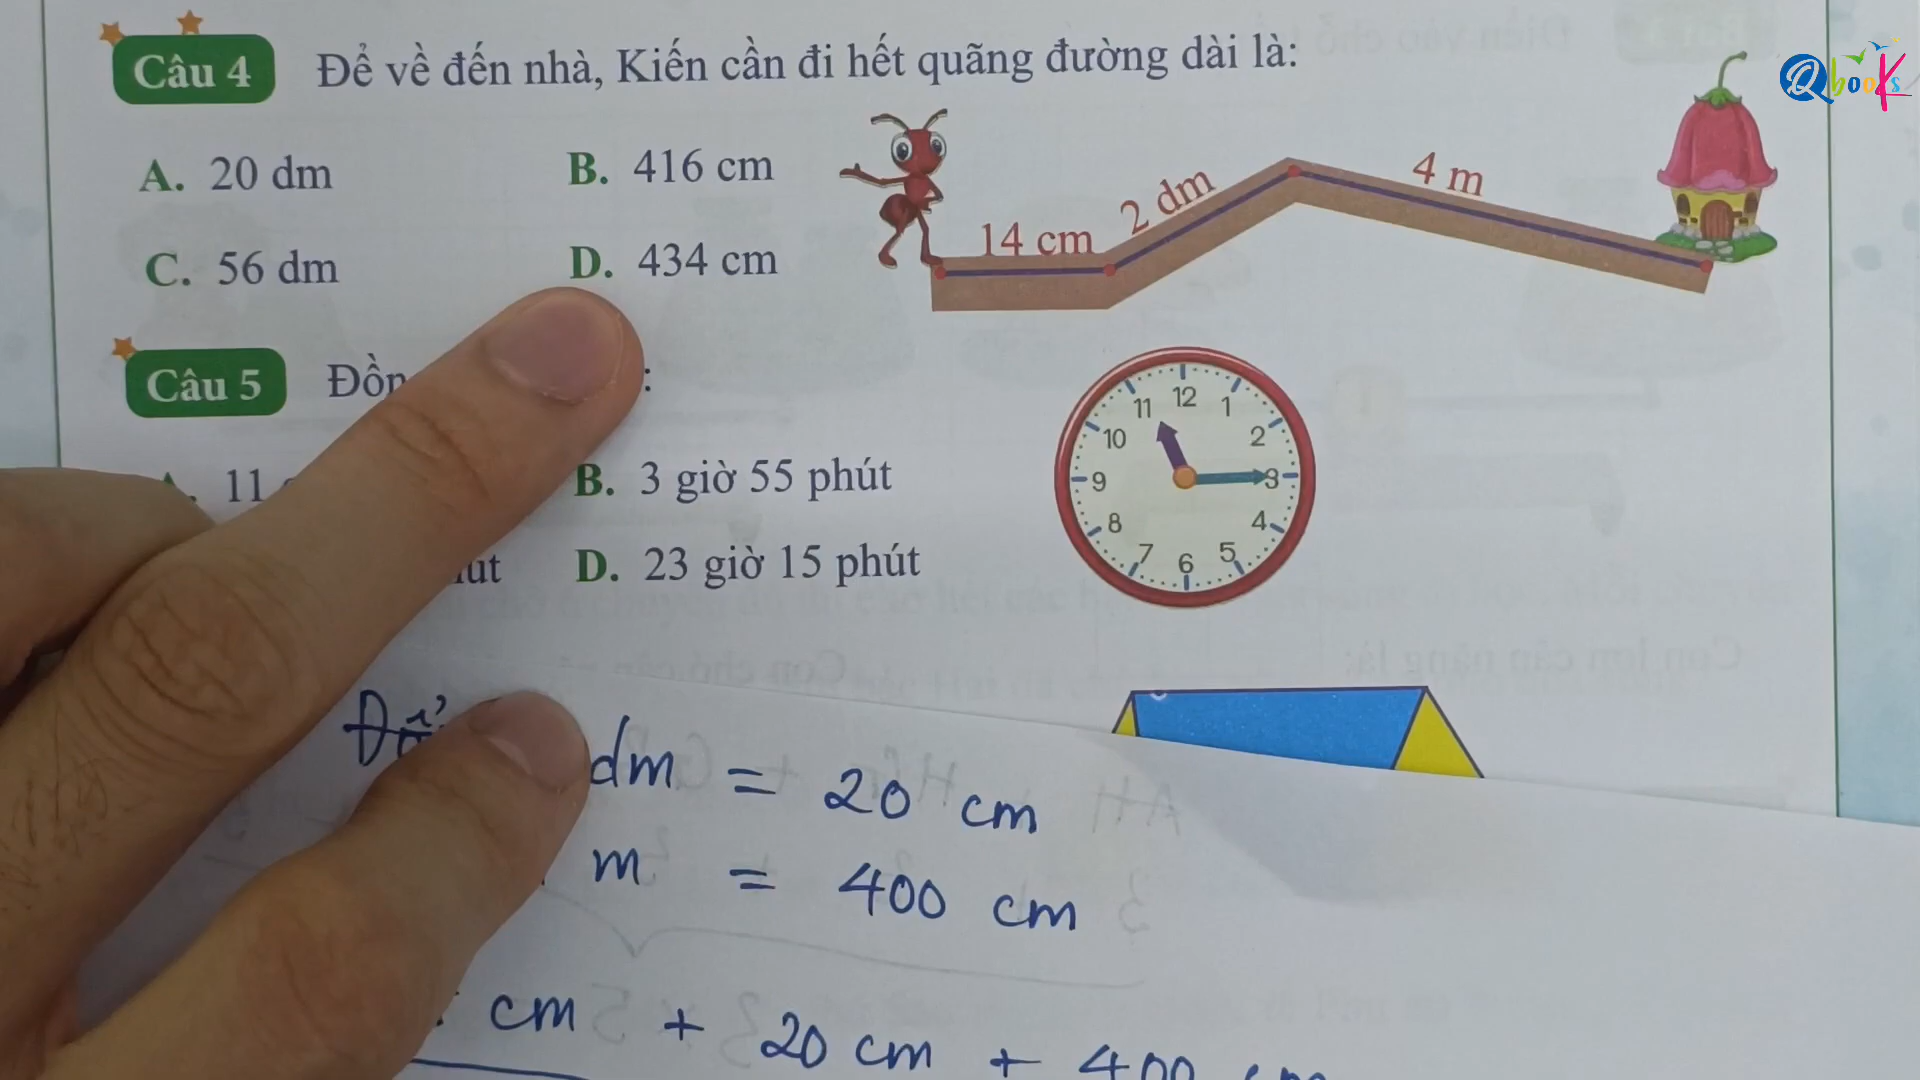 Câu 4 Để về đến nhà, Kiến cần đi hết quãng đường dài là:
A. 20 dm B. 416 cm
C. 56 dm D. 434 cm
14 cm 2 dm 4 m
Qbooks
Câu 5 :
11 B. 3 giờ 55 phút
D. 23 giờ 15 phút
12 1 2 3 4 5 6 7 8 9 10 11
dm = 20 cm
m = 400 cm
cm + 20 cm + 400 cm